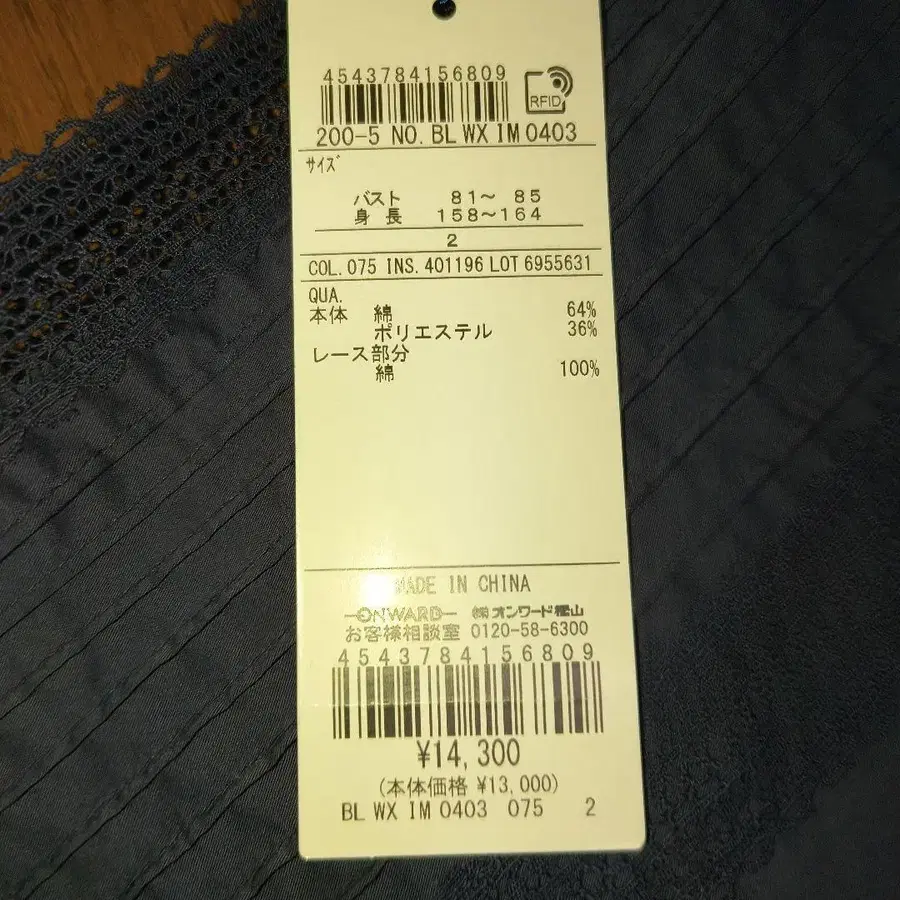 4543784156809
RFID
200-5 NO. BL WX IM 0403
サイズ
バスト 81〜 85
身長 158〜164
2
COL. 075 INS. 401196 LOT 6955631
QUA.
本体 綿 64%
ポリエステル 36%
レース部分
綿 100%
MADE IN CHINA
ONWARD ㈱オンワード樫山
お客様相談室 0120-58-6300
4543784156809
¥14,300
(本体価格 ¥13,000)
BL WX IM 0403 075 2